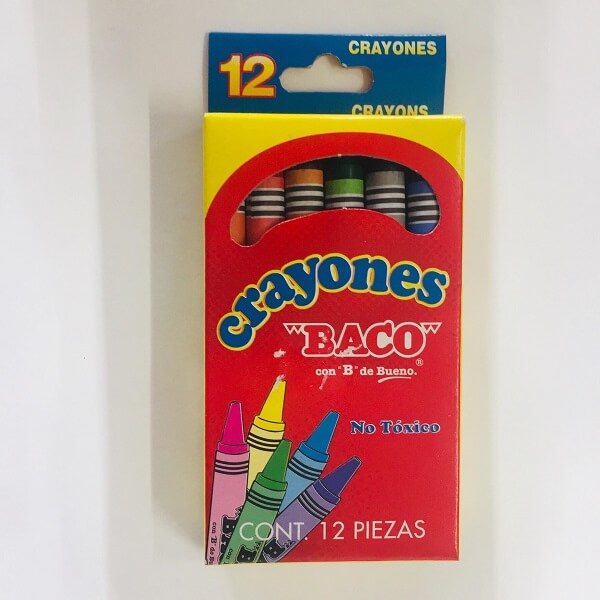 12
CRAYONES
CRAYONS
crayones
"BACO"®
con "B" de Bueno.
No Tóxico
CONT. 12 PIEZAS